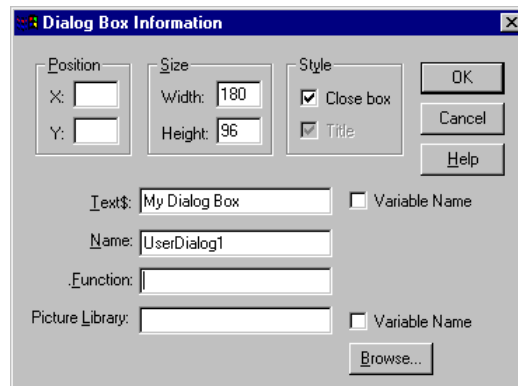 Dialog Box Information
Position
X:
Y:
Size
Width: 180
Height: 96
Style
Close box
Title
OK
Cancel
Help
Text$: My Dialog Box
Variable Name
Name: UserDialog1
.Function:
Picture Library:
Variable Name
Browse...